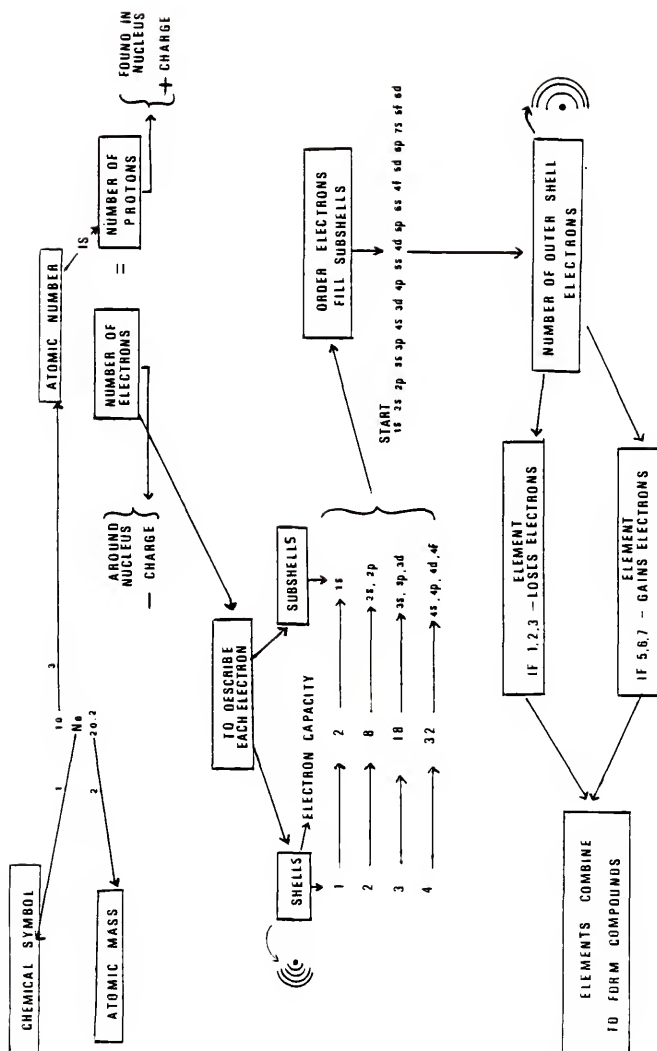 CHEMICAL SYMBOL
1
10
Ne
20.2
3
ATOMIC NUMBER
IS
2
ATOMIC MASS
AROUND
NUCLEUS
— CHARGE
NUMBER OF
ELECTRONS
=
NUMBER OF
PROTONS
FOUND IN
NUCLEUS
+ CHARGE
TO DESCRIBE
EACH ELECTRON
SHELLS
ELECTRON CAPACITY
SUBSHELLS
1 2 1s
2 8 2s, 2p
3 18 3s, 3p, 3d
4 32 4s, 4p, 4d, 4f
ORDER ELECTRONS
FILL SUBSHELLS
START
1s 2s 2p 3s 3p 4s 3d 4p 5s 4d 5p 6s 4f 5d 6p 7s 5f 6d
NUMBER OF OUTER SHELL
ELECTRONS
ELEMENT
IF 1,2,3 – LOSES ELECTRONS
ELEMENT
IF 5,6,7 – GAINS ELECTRONS
ELEMENTS COMBINE
TO FORM COMPOUNDS